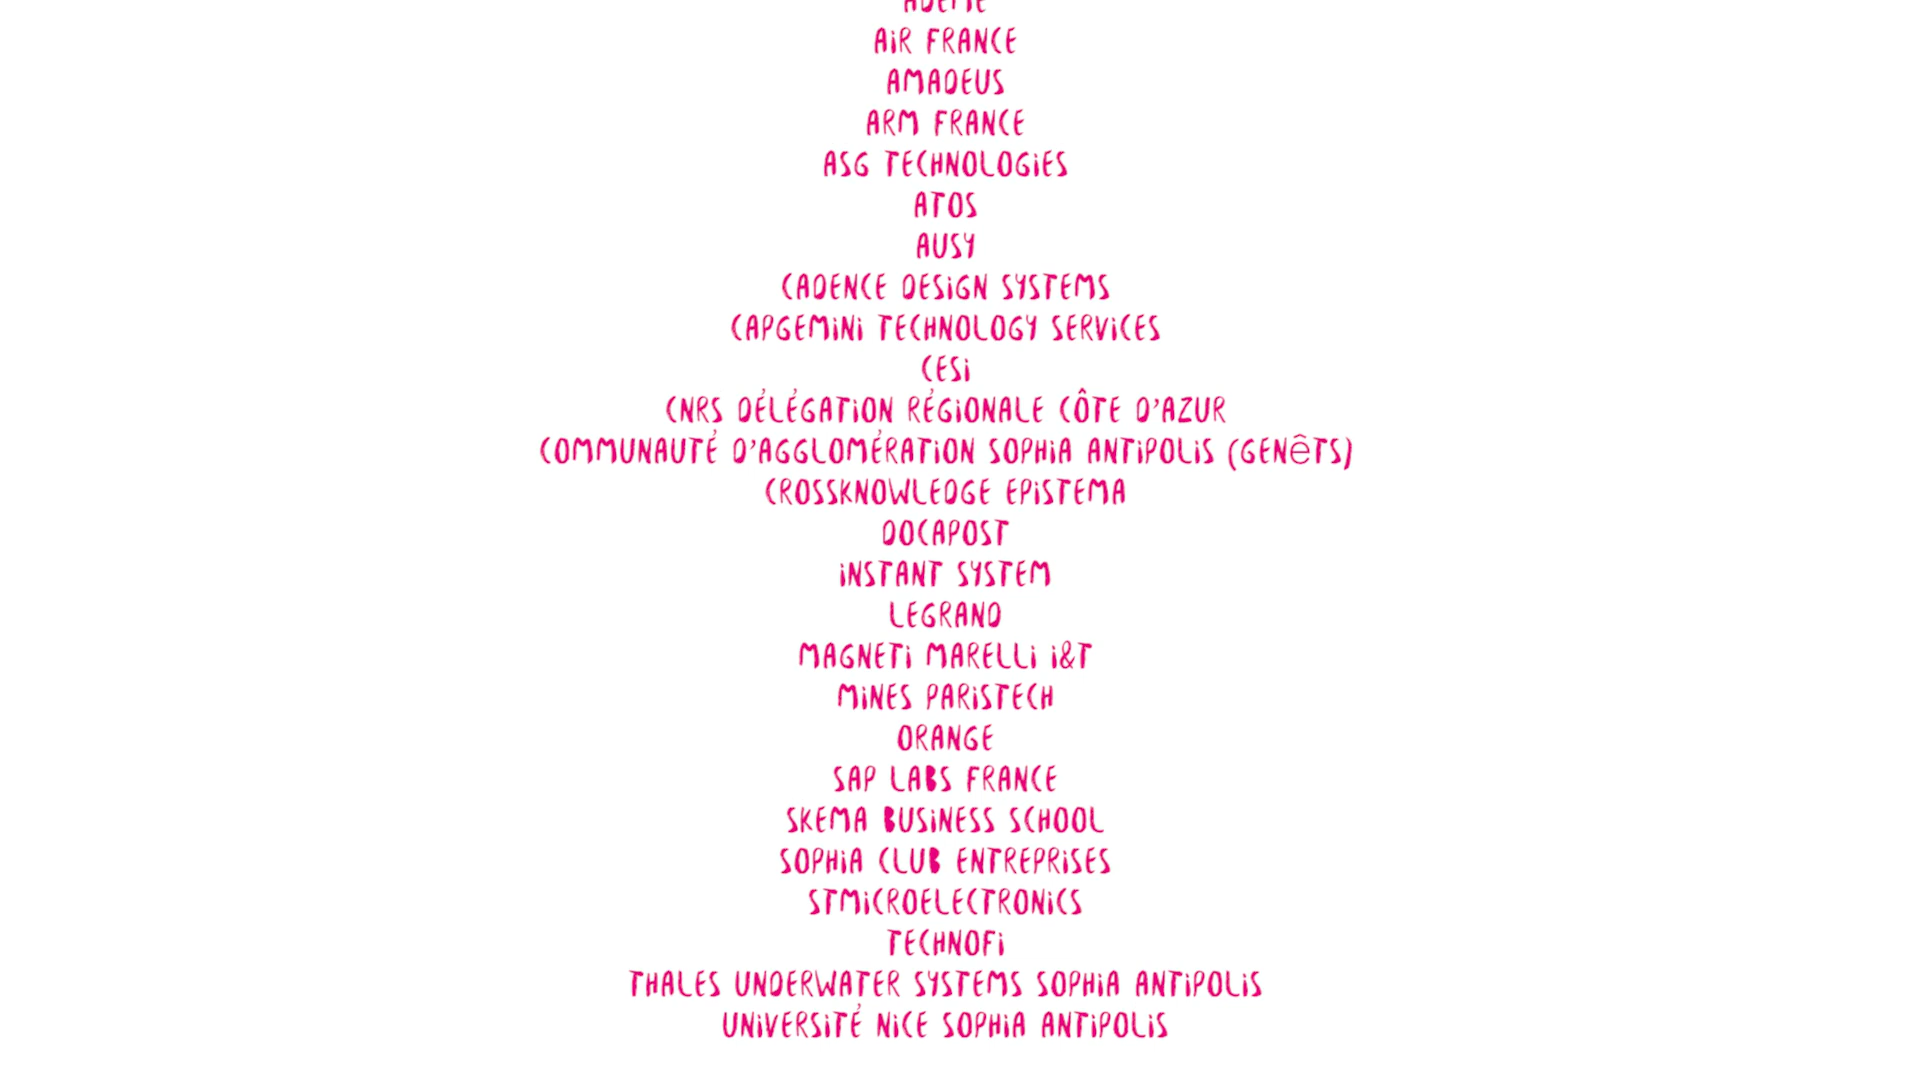 ADEME
AiR FRANCE
AMADEUS
ARM FRANCE
ASG TECHNOLOGiES
ATOS
AUSY
CADENCE DESiGN SYSTEMS
CAPGEMiNi TECHNOLOGY SERViCES
CESi
CNRS DÉLÉGATiON RÉGiONALE CÔTE D'AZUR
COMMUNAUTÉ D'AGGLOMÉRATiON SOPHiA ANTiPOLiS (GENêTS)
CROSSKNOWLEDGE EPiSTEMA
DOCAPOST
iNSTANT SYSTEM
LEGRAND
MAGNETi MARELLi i&T
MiNES PARiSTECH
ORANGE
SAP LABS FRANCE
SKEMA BUSiNESS SCHOOL
SOPHiA CLUB ENTREPRiSES
STMiCROELECTRONiCS
TECHNOFi
THALES UNDERWATER SYSTEMS SOPHiA ANTiPOLiS
UNiVERSiTÉ NiCE SOPHiA ANTiPOLiS